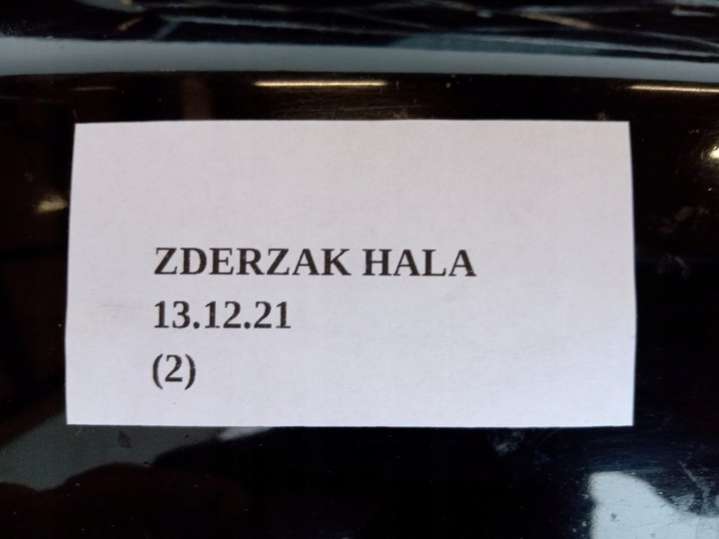 ZDERZAK HALA
13.12.21
(2)